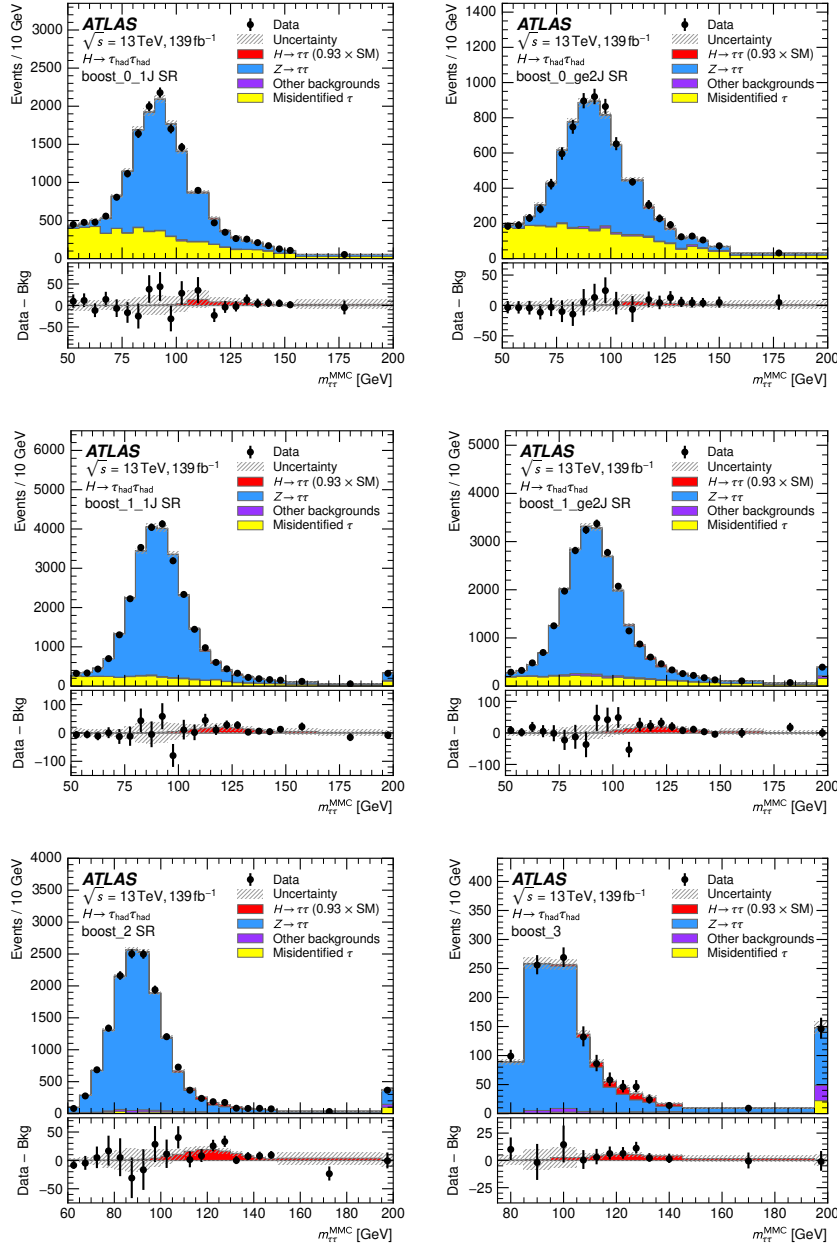 Events / 10 GeV
3000
2500
2000
1500
1000
500
0
ATLAS
√s = 13 TeV, 139 fb⁻¹
H→τhadτhad
boost_0_1J SR
Data
Uncertainty
H→ττ (0.93 × SM)
Z→ττ
Other backgrounds
Misidentified τ
Data − Bkg
50
0
−50
50 75 100 125 150 175 200
mττ^MMC [GeV]
Events / 10 GeV
1400
1200
1000
800
600
400
200
0
ATLAS
√s = 13 TeV, 139 fb⁻¹
H→τhadτhad
boost_0_ge2J SR
Data
Uncertainty
H→ττ (0.93 × SM)
Z→ττ
Other backgrounds
Misidentified τ
Data − Bkg
50
0
−50
50 75 100 125 150 175 200
mττ^MMC [GeV]
Events / 10 GeV
6000
5000
4000
3000
2000
1000
0
ATLAS
√s = 13 TeV, 139 fb⁻¹
H→τhadτhad
boost_1_1J SR
Data
Uncertainty
H→ττ (0.93 × SM)
Z→ττ
Other backgrounds
Misidentified τ
Data − Bkg
100
0
−100
50 75 100 125 150 175 200
mττ^MMC [GeV]
Events / 10 GeV
5000
4000
3000
2000
1000
0
ATLAS
√s = 13 TeV, 139 fb⁻¹
H→τhadτhad
boost_1_ge2J SR
Data
Uncertainty
H→ττ (0.93 × SM)
Z→ττ
Other backgrounds
Misidentified τ
Data − Bkg
100
0
−100
50 75 100 125 150 175 200
mττ^MMC [GeV]
Events / 10 GeV
4000
3500
3000
2500
2000
1500
1000
500
0
ATLAS
√s = 13 TeV, 139 fb⁻¹
H→τhadτhad
boost_2 SR
Data
Uncertainty
H→ττ (0.93 × SM)
Z→ττ
Other backgrounds
Misidentified τ
Data − Bkg
50
0
−50
60 80 100 120 140 160 180 200
mττ^MMC [GeV]
Events / 10 GeV
400
350
300
250
200
150
100
50
0
ATLAS
√s = 13 TeV, 139 fb⁻¹
H→τhadτhad
boost_3
Data
Uncertainty
H→ττ (0.93 × SM)
Z→ττ
Other backgrounds
Misidentified τ
Data − Bkg
25
0
−25
80 100 120 140 160 180 200
mττ^MMC [GeV]